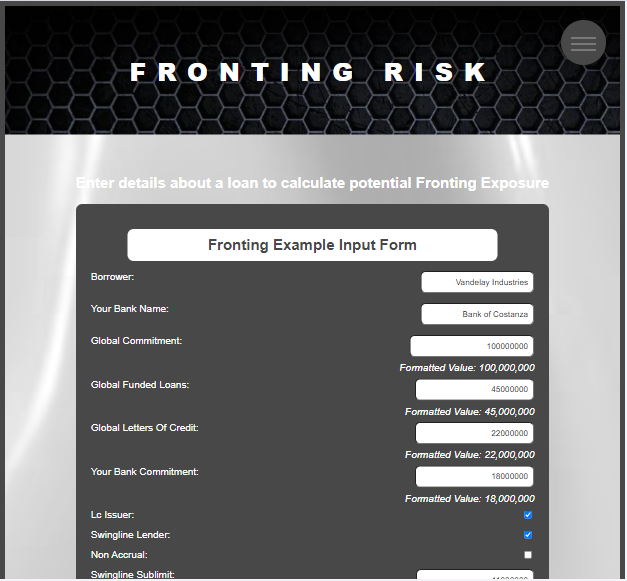 FRONTING RISK
Enter details about a loan to calculate potential Fronting Exposure
Fronting Example Input Form
Borrower: Vandelay Industries
Your Bank Name: Bank of Costanza
Global Commitment: 100000000
Formatted Value: 100,000,000
Global Funded Loans: 45000000
Formatted Value: 45,000,000
Global Letters Of Credit: 22000000
Formatted Value: 22,000,000
Your Bank Commitment: 18000000
Formatted Value: 18,000,000
Lc Issuer:
Swingline Lender:
Non Accrual:
Swingline Sublimit: